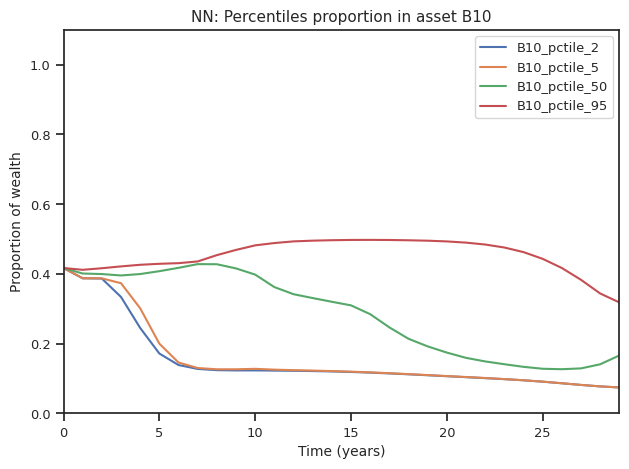 NN: Percentiles proportion in asset B10
B10_pctile_2
B10_pctile_5
B10_pctile_50
B10_pctile_95
Proportion of wealth
1.0
0.8
0.6
0.4
0.2
0.0
0 5 10 15 20 25
Time (years)